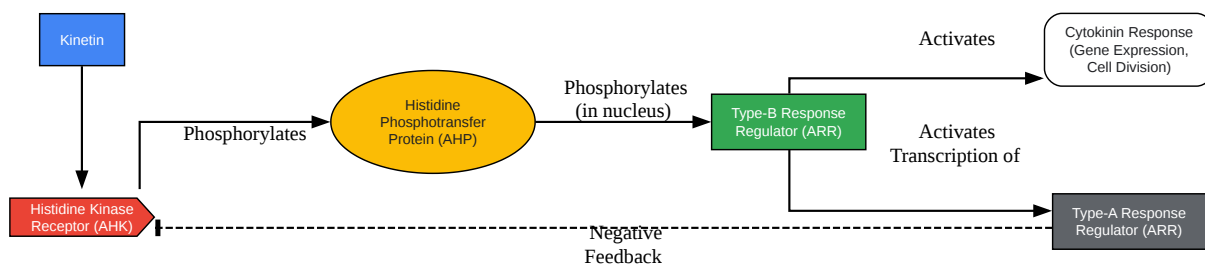 Kinetin
Histidine Kinase
Receptor (AHK)
Phosphorylates
Histidine
Phosphotransfer
Protein (AHP)
Phosphorylates
(in nucleus)
Type-B Response
Regulator (ARR)
Activates
Cytokinin Response
(Gene Expression,
Cell Division)
Activates
Transcription of
Type-A Response
Regulator (ARR)
Negative
Feedback